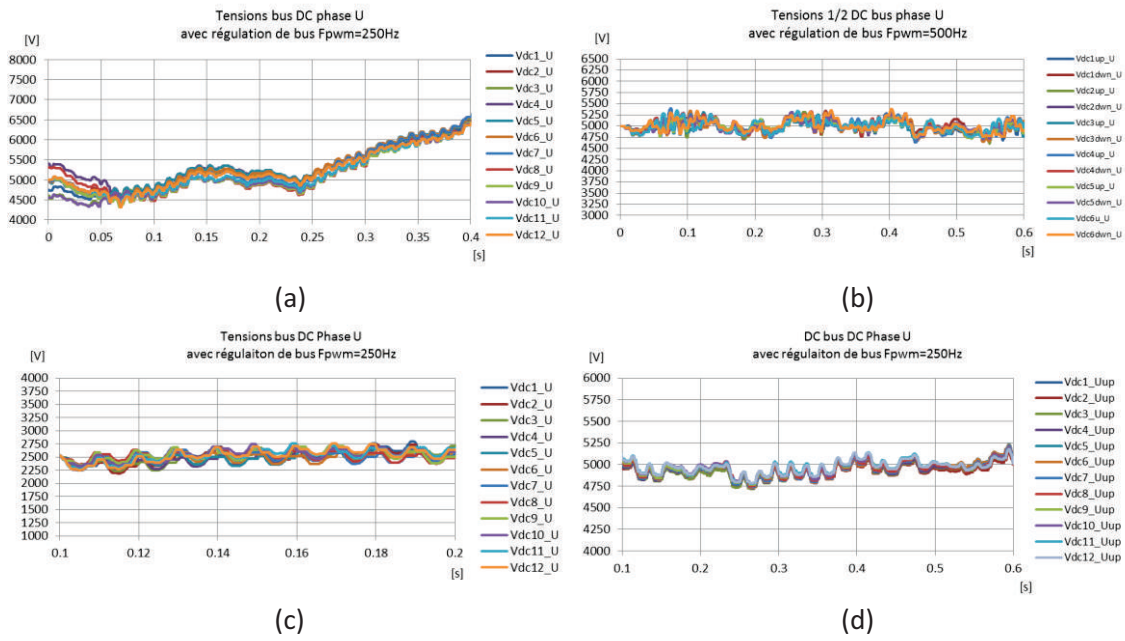 Tensions bus DC phase U
avec régulation de bus Fpwm=250Hz
[V]
8000
7500
7000
6500
6000
5500
5000
4500
4000
0
0.05
0.1
0.15
0.2
0.25
0.3
0.35
0.4
[s]
Vdc1_U
Vdc2_U
Vdc3_U
Vdc4_U
Vdc5_U
Vdc6_U
Vdc7_U
Vdc8_U
Vdc9_U
Vdc10_U
Vdc11_U
Vdc12_U
(a)
Tensions 1/2 DC bus phase U
avec régulation de bus Fpwm=500Hz
[V]
6500
6250
6000
5750
5500
5250
5000
4750
4500
4250
4000
3750
3500
3250
3000
0
0.1
0.2
0.3
0.4
0.5
0.6
[s]
Vdc1up_U
Vdc1dwn_U
Vdc2up_U
Vdc2dwn_U
Vdc3up_U
Vdc3dwn_U
Vdc4up_U
Vdc4dwn_U
Vdc5up_U
Vdc5dwn_U
Vdc6u_U
Vdc6dwn_U
(b)
Tensions bus DC Phase U
avec régulaiton de bus Fpwm=250Hz
[V]
4000
3750
3500
3250
3000
2750
2500
2250
2000
1750
1500
1250
1000
0.1
0.12
0.14
0.16
0.18
0.2
[s]
Vdc1_U
Vdc2_U
Vdc3_U
Vdc4_U
Vdc5_U
Vdc6_U
Vdc7_U
Vdc8_U
Vdc9_U
Vdc10_U
Vdc11_U
Vdc12_U
(c)
DC bus DC Phase U
avec régulaiton de bus Fpwm=250Hz
[V]
6000
5750
5500
5250
5000
4750
4500
4250
4000
0.1
0.2
0.3
0.4
0.5
0.6
[s]
Vdc1_Uup
Vdc2_Uup
Vdc3_Uup
Vdc4_Uup
Vdc5_Uup
Vdc6_Uup
Vdc7_Uup
Vdc8_Uup
Vdc9_Uup
Vdc10_Uup
Vdc11_Uup
Vdc12_Uup
(d)